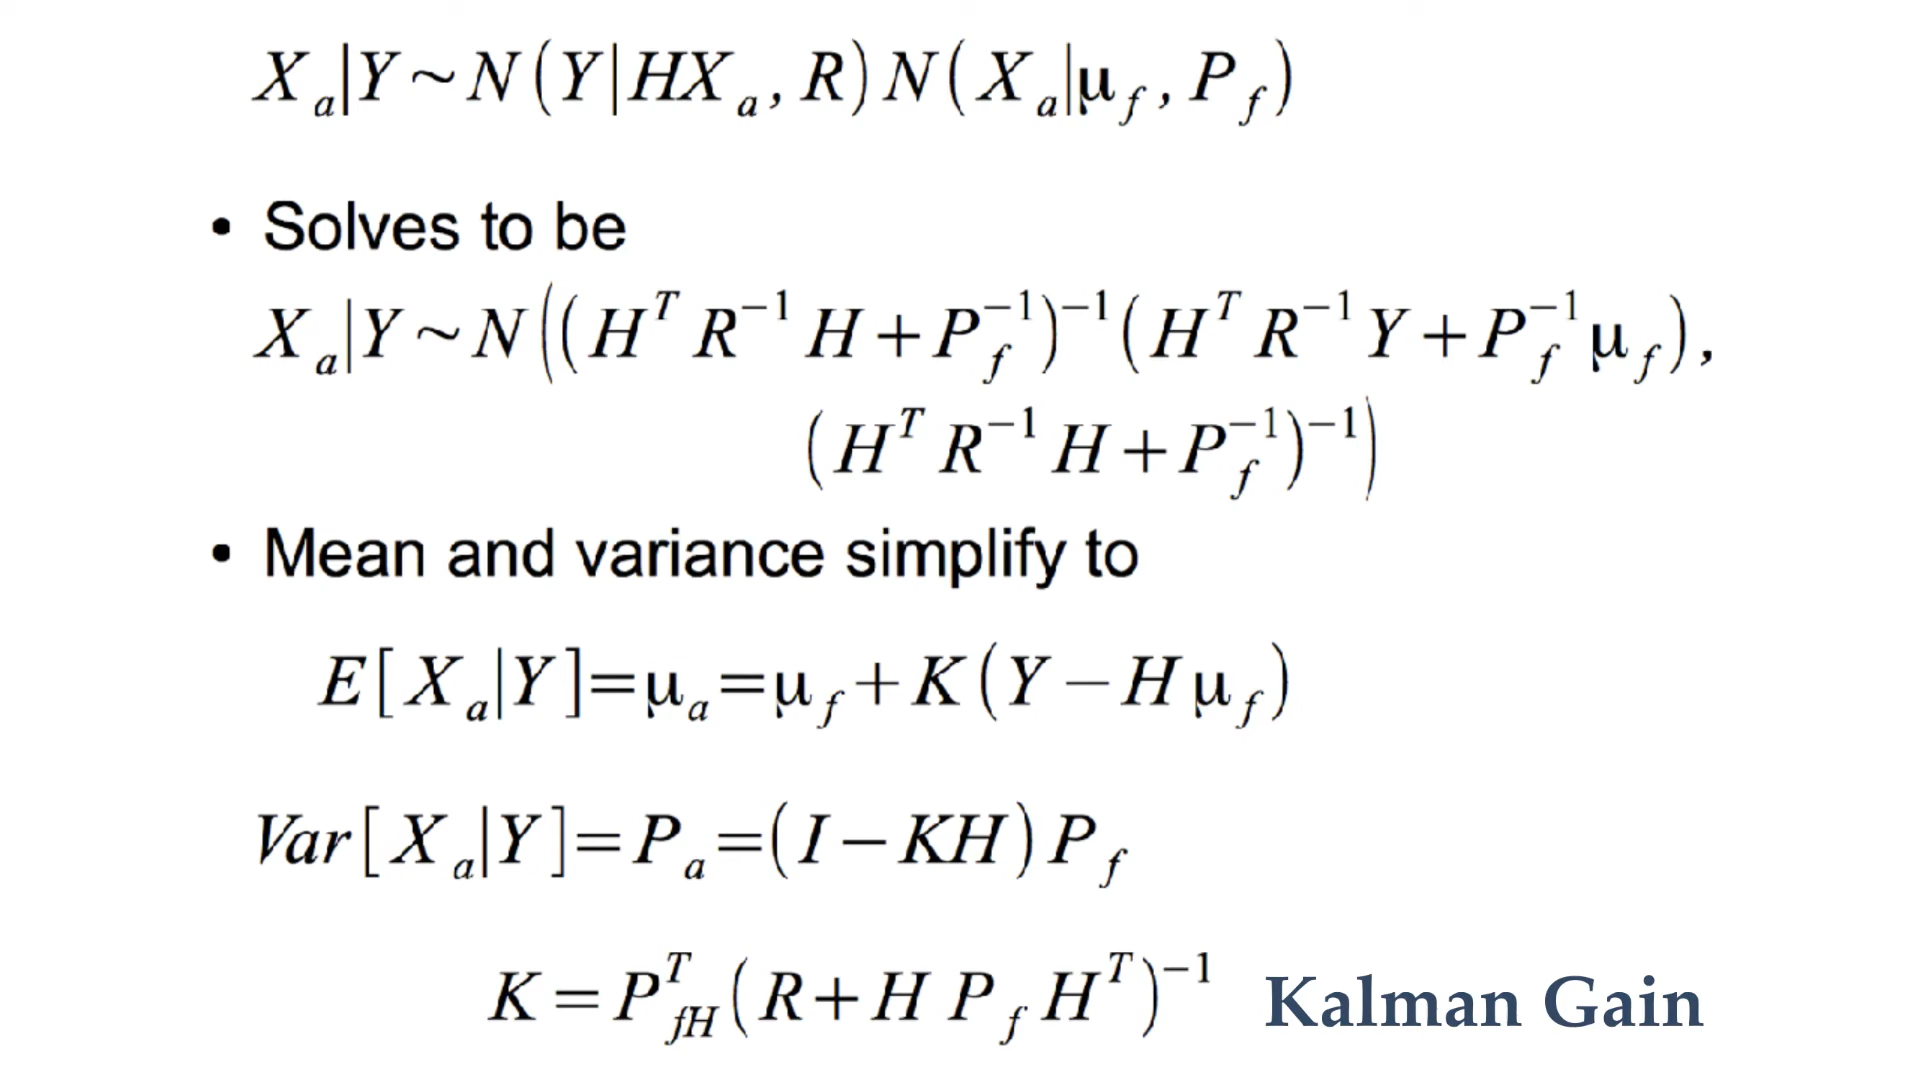 X_a|Y ~ N(Y|HX_a, R) N(X_a|μ_f, P_f)
• Solves to be
X_a|Y ~ N((H^T R^{-1} H + P_f^{-1})^{-1} (H^T R^{-1} Y + P_f^{-1} μ_f),
(H^T R^{-1} H + P_f^{-1})^{-1})
• Mean and variance simplify to
E[X_a|Y] = μ_a = μ_f + K(Y − H μ_f)
Var[X_a|Y] = P_a = (I − KH) P_f
K = P^T_{fH} (R + H P_f H^T)^{-1} Kalman Gain